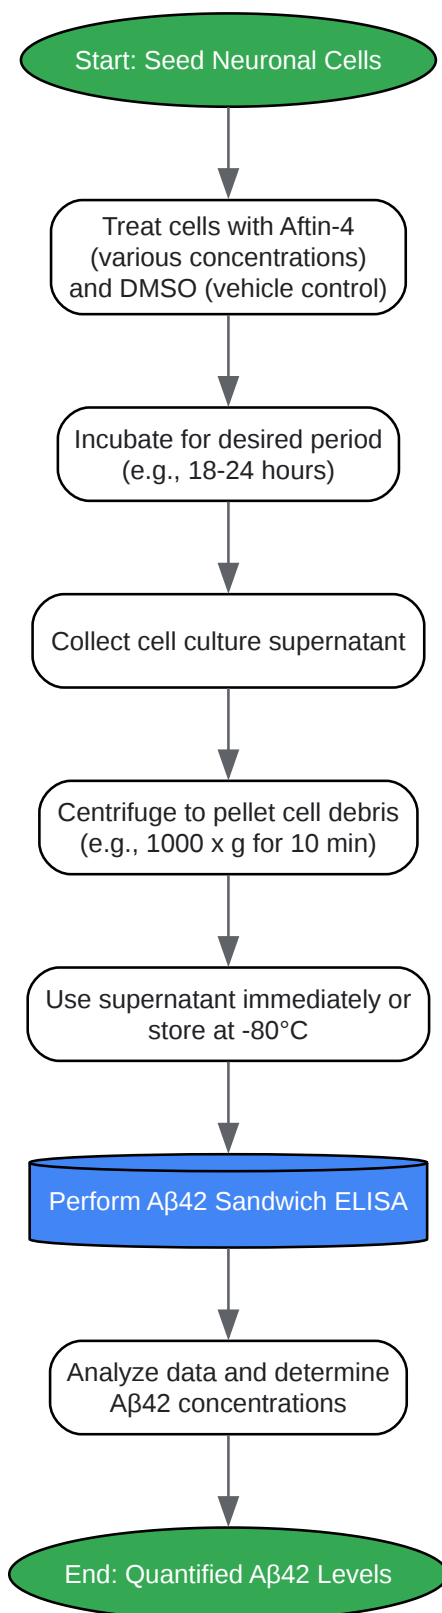 Start: Seed Neuronal Cells
Treat cells with Aftin-4
(various concentrations)
and DMSO (vehicle control)
Incubate for desired period
(e.g., 18-24 hours)
Collect cell culture supernatant
Centrifuge to pellet cell debris
(e.g., 1000 x g for 10 min)
Use supernatant immediately or
store at -80°C
Perform Aβ42 Sandwich ELISA
Analyze data and determine
Aβ42 concentrations
End: Quantified Aβ42 Levels